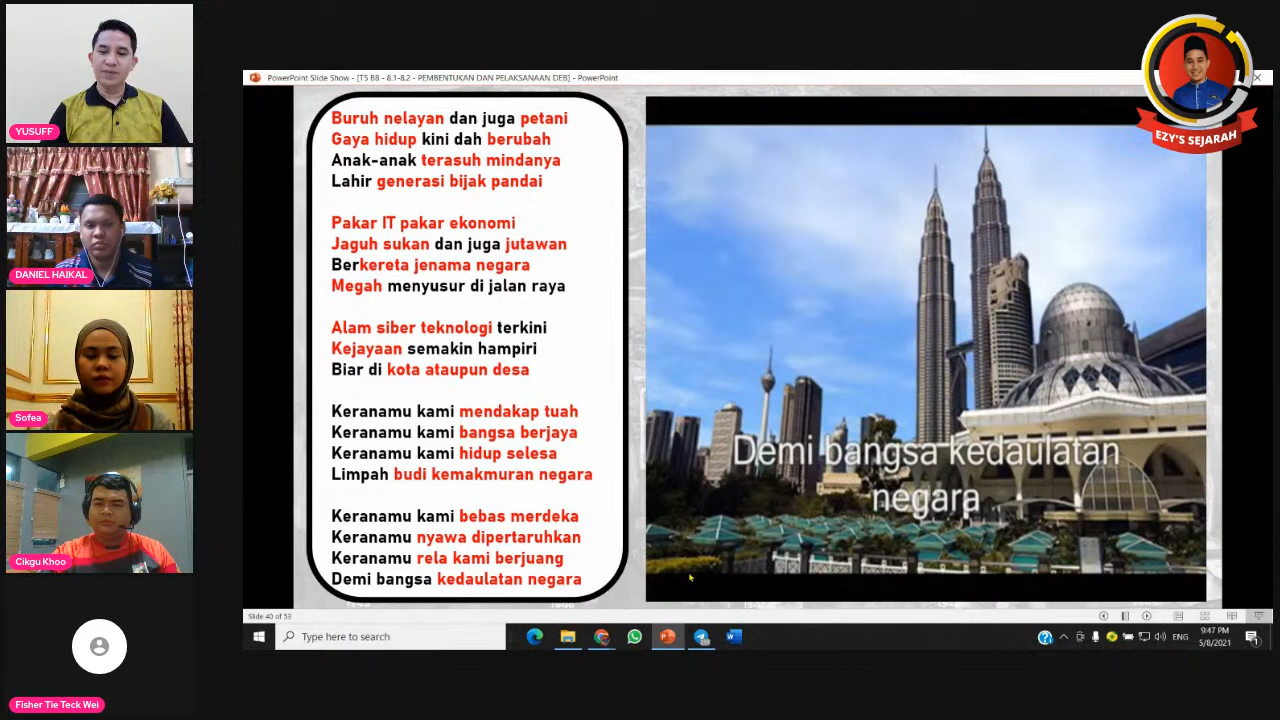 YUSUFF
DANIEL HAIKAL
Sofea
Cikgu Khoo
Fisher Tie Teck Wei
EZY'S SEJARAH
PowerPoint Slide Show - [T5 B8 - 8.1-8.2 - PEMBENTUKAN DAN PELAKSANAAN DEB] - PowerPoint
Buruh nelayan dan juga petani
Gaya hidup kini dah berubah
Anak-anak terasuh mindanya
Lahir generasi bijak pandai
Pakar IT pakar ekonomi
Jaguh sukan dan juga jutawan
Berkereta jenama negara
Megah menyusur di jalan raya
Alam siber teknologi terkini
Kejayaan semakin hampiri
Biar di kota ataupun desa
Keranamu kami mendakap tuah
Keranamu kami bangsa berjaya
Keranamu kami hidup selesa
Limpah budi kemakmuran negara
Keranamu kami bebas merdeka
Keranamu nyawa dipertaruhkan
Keranamu rela kami berjuang
Demi bangsa kedaulatan negara
Demi bangsa kedaulatan
negara
Slide 40 of 53
Type here to search
ENG
9:47 PM
5/8/2021